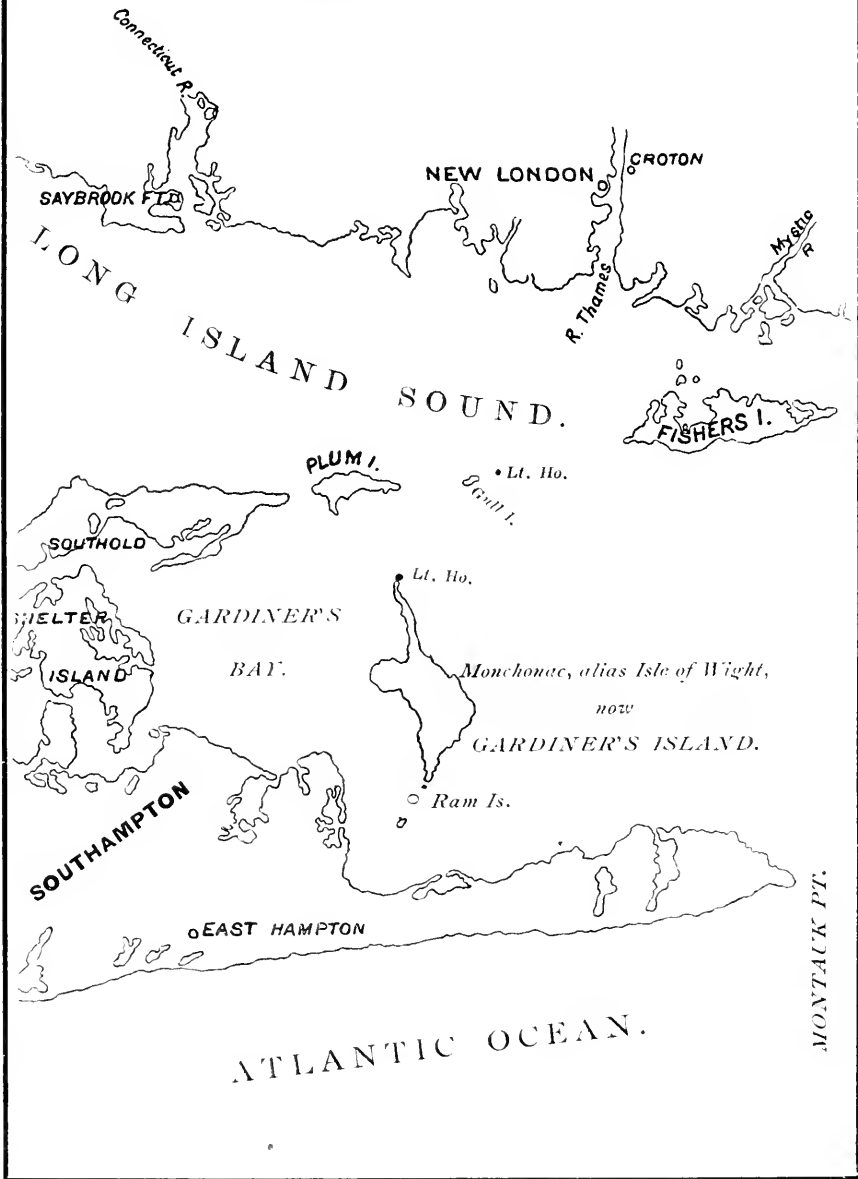 Connecticut R.
NEW LONDON
CROTON
SAYBROOK FT.
Mystic
R
R. Thames
LONG ISLAND SOUND.
FISHERS I.
PLUM I.
Lt. Ho.
Gull I.
SOUTHOLD
Lt. Ho.
SHELTER
ISLAND
GARDINER'S
BAY.
Monchonac, alias Isle of Wight,
now
GARDINER'S ISLAND.
Ram Is.
SOUTHAMPTON
EAST HAMPTON
MONTAUK PT.
ATLANTIC OCEAN.